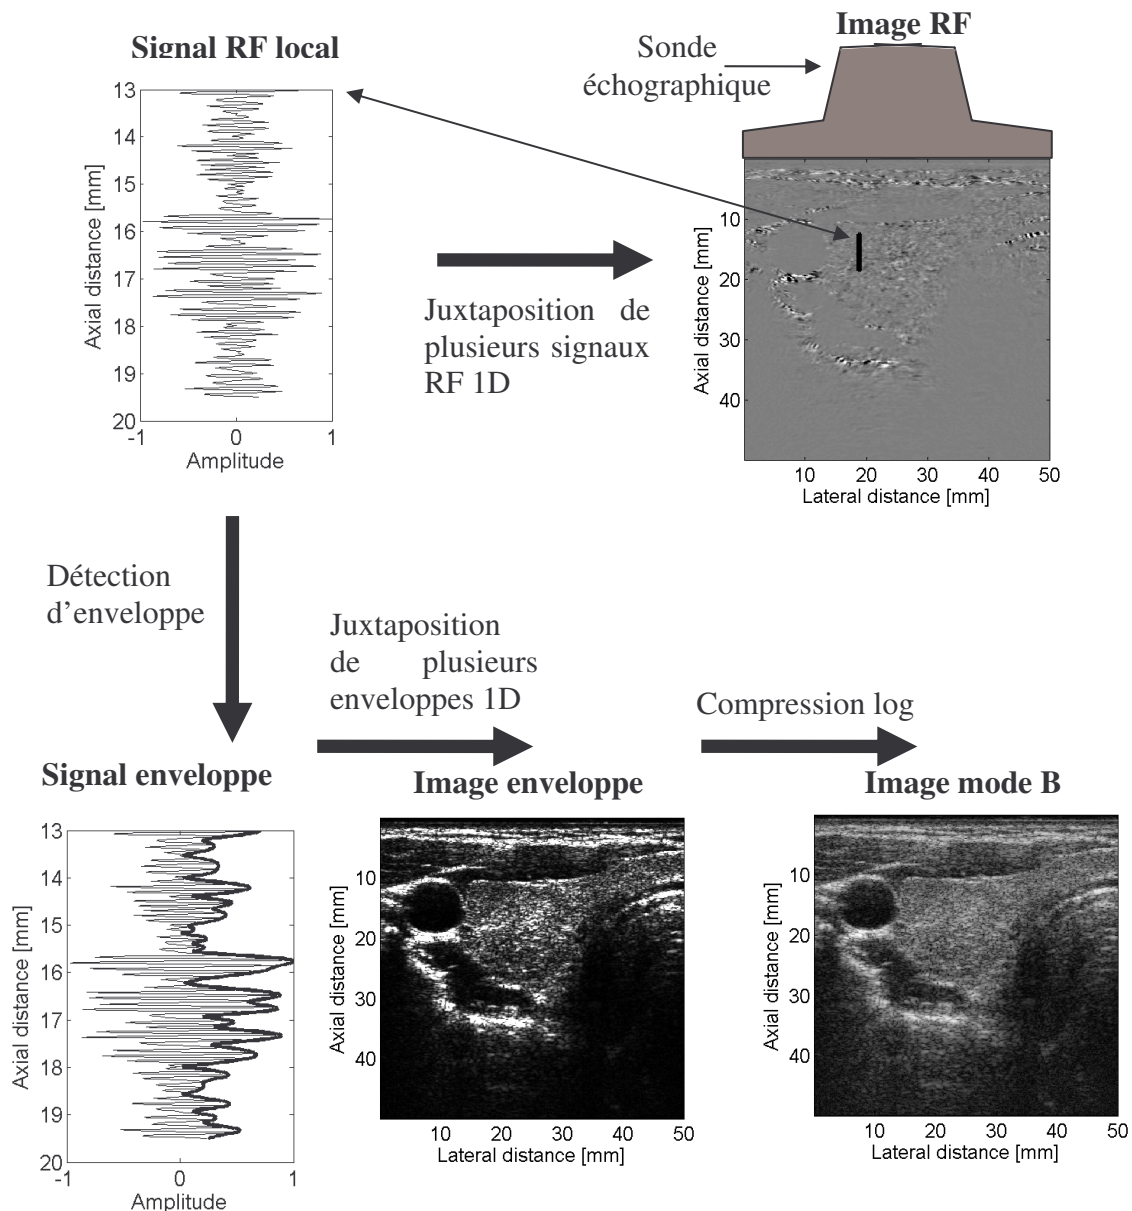 Signal RF local
Image RF
Sonde
échographique
13
14
15
16
17
18
19
20
-1
0
1
Axial distance [mm]
Amplitude
Juxtaposition de
plusieurs signaux
RF 1D
10
20
30
40
Axial distance [mm]
10
20
30
40
50
Lateral distance [mm]
Détection
d’enveloppe
Juxtaposition
de plusieurs
enveloppes 1D
Compression log
Signal enveloppe
Image enveloppe
Image mode B
13
14
15
16
17
18
19
20
-1
0
1
Axial distance [mm]
Amplitude
10
20
30
40
Axial distance [mm]
10
20
30
40
50
Lateral distance [mm]
10
20
30
40
Axial distance [mm]
10
20
30
40
50
Lateral distance [mm]